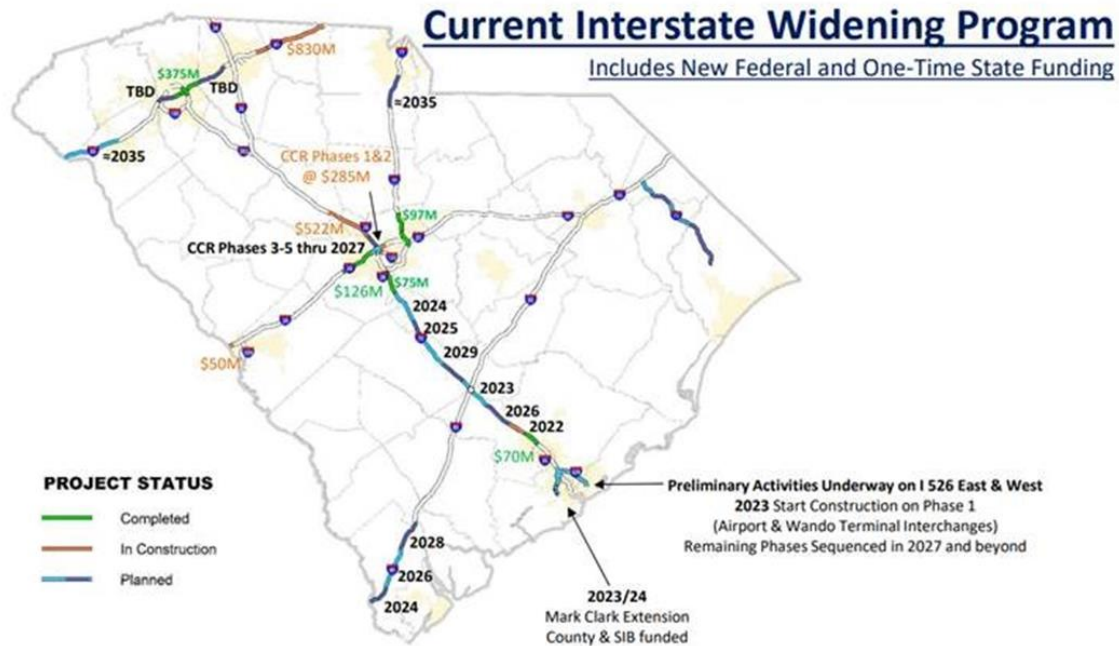 Current Interstate Widening Program
Includes New Federal and One-Time State Funding
$830M
$375M
TBD
TBD
≈2035
≈2035
CCR Phases 1&2
@ $285M
$97M
$522M
CCR Phases 3-5 thru 2027
$126M
$75M
2024
2025
2029
$50M
2023
2026
2022
$70M
PROJECT STATUS
Completed
In Construction
Planned
Preliminary Activities Underway on I 526 East & West
2023 Start Construction on Phase 1
(Airport & Wando Terminal Interchanges)
Remaining Phases Sequenced in 2027 and beyond
2028
2026
2024
2023/24
Mark Clark Extension
County & SIB funded